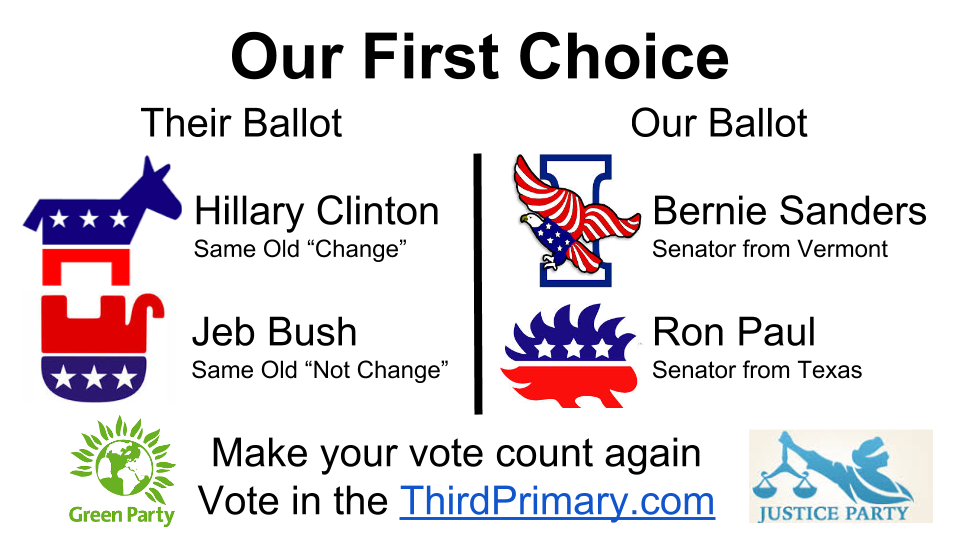 Our First Choice
Their Ballot
Hillary Clinton
Same Old “Change”
Jeb Bush
Same Old “Not Change”
Our Ballot
I
Bernie Sanders
Senator from Vermont
Ron Paul
Senator from Texas
Make your vote count again
Vote in the ThirdPrimary.com
Green Party
JUSTICE PARTY